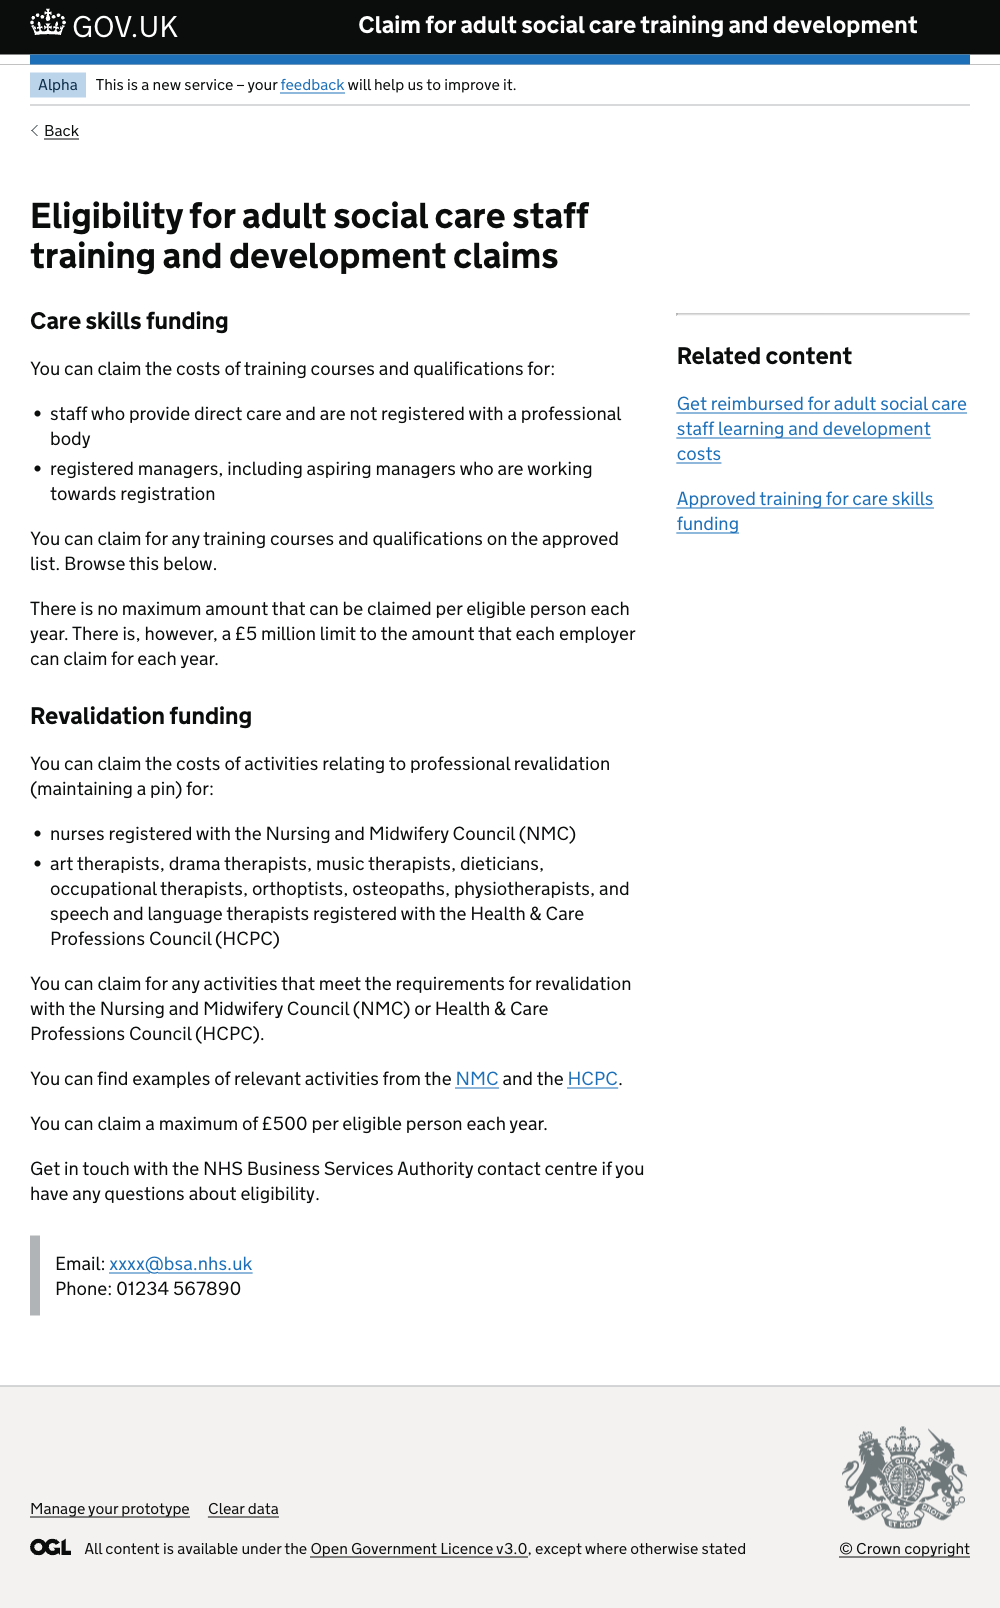 GOV.UK
Claim for adult social care training and development
Alpha
This is a new service – your feedback will help us to improve it.
Back
Eligibility for adult social care staff
training and development claims
Care skills funding
You can claim the costs of training courses and qualifications for:
• staff who provide direct care and are not registered with a professional
body
• registered managers, including aspiring managers who are working
towards registration
You can claim for any training courses and qualifications on the approved
list. Browse this below.
There is no maximum amount that can be claimed per eligible person each
year. There is, however, a £5 million limit to the amount that each employer
can claim for each year.
Revalidation funding
You can claim the costs of activities relating to professional revalidation
(maintaining a pin) for:
• nurses registered with the Nursing and Midwifery Council (NMC)
• art therapists, drama therapists, music therapists, dieticians,
occupational therapists, orthoptists, osteopaths, physiotherapists, and
speech and language therapists registered with the Health & Care
Professions Council (HCPC)
You can claim for any activities that meet the requirements for revalidation
with the Nursing and Midwifery Council (NMC) or Health & Care
Professions Council (HCPC).
You can find examples of relevant activities from the NMC and the HCPC.
You can claim a maximum of £500 per eligible person each year.
Get in touch with the NHS Business Services Authority contact centre if you
have any questions about eligibility.
Email: xxxx@bsa.nhs.uk
Phone: 01234 567890
Related content
Get reimbursed for adult social care
staff learning and development
costs
Approved training for care skills
funding
Manage your prototype
Clear data
OGL
All content is available under the Open Government Licence v3.0, except where otherwise stated
DIEU ET MON DROIT
© Crown copyright